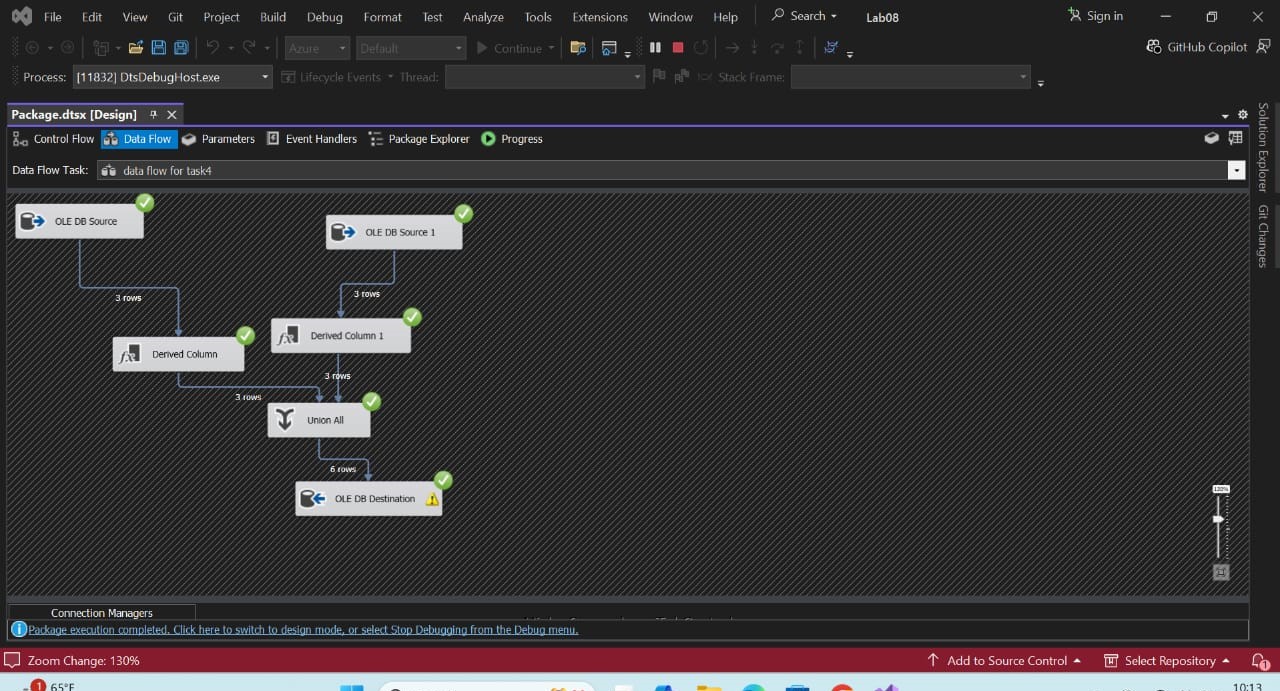 File Edit View Git Project Build Debug Format Test Analyze Tools Extensions Window Help Search Lab08 Sign in
Azure Default Continue GitHub Copilot
Process: [11832] DtsDebugHost.exe Lifecycle Events Thread: Stack Frame:
Package.dtsx [Design]
Control Flow Data Flow Parameters Event Handlers Package Explorer Progress
Data Flow Task: data flow for task4
Solution Explorer
Git Changes
OLE DB Source
OLE DB Source 1
3 rows
3 rows
Derived Column 1
Derived Column
3 rows
3 rows
Union All
6 rows
OLE DB Destination
120%
Connection Managers
Package execution completed. Click here to switch to design mode, or select Stop Debugging from the Debug menu.
Zoom Change: 130% Add to Source Control Select Repository 1
1 65°F 10:13